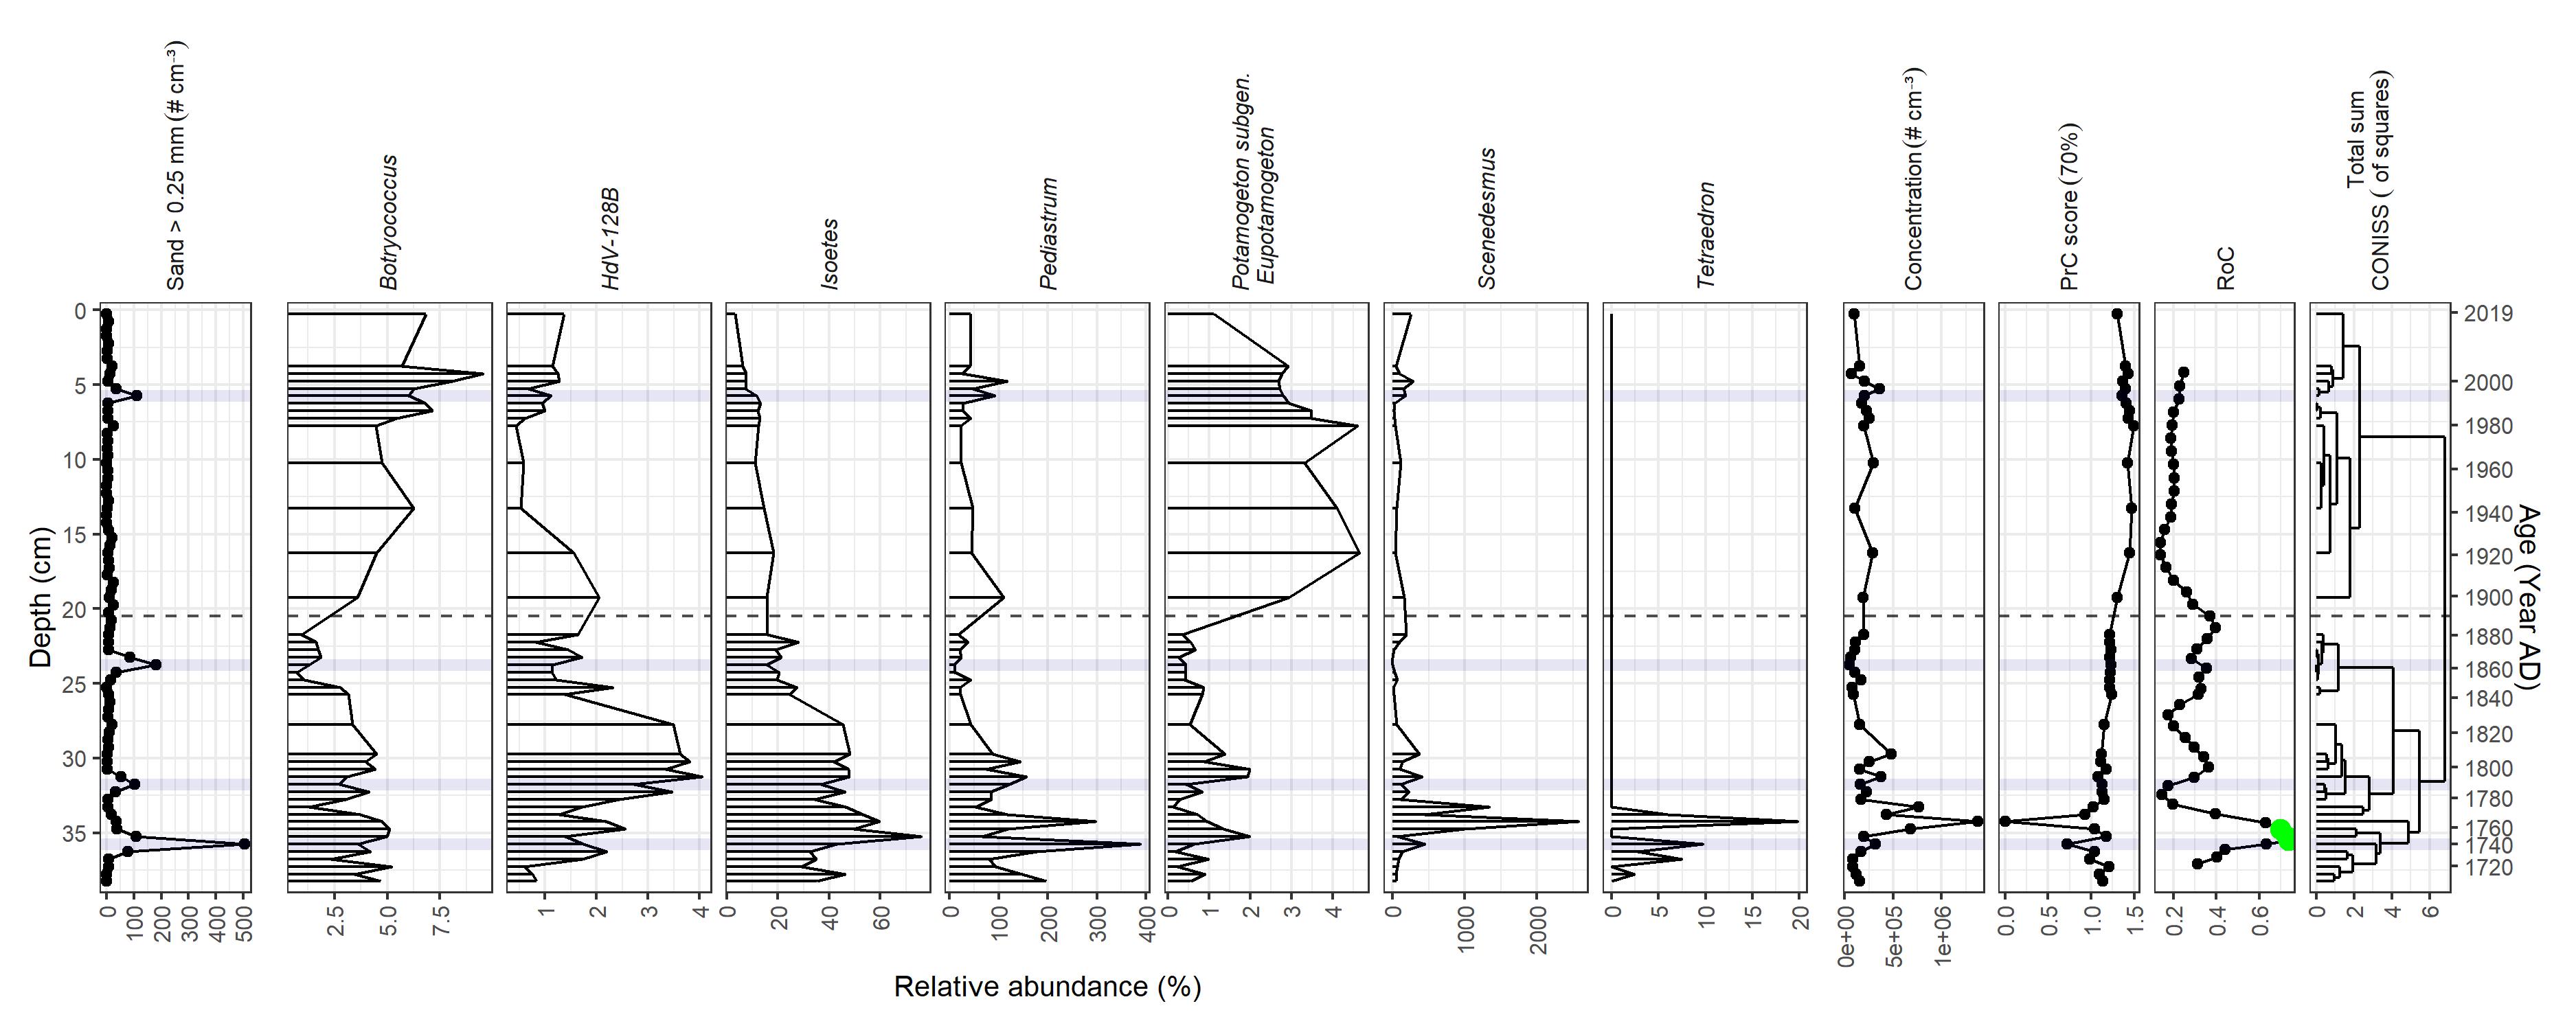 Sand > 0.25 mm (# cm⁻³)
Botryococcus
HdV-128B
Isoetes
Pediastrum
Potamogeton subgen.
Eupotamogeton
Scenedesmus
Tetraedron
Concentration (# cm⁻³)
PrC score (70%)
RoC
Total sum
CONISS ( of squares)
Depth (cm)
0
5
10
15
20
25
30
35
2019
2000
1980
1960
1940
1920
1900
1880
1860
1840
1820
1800
1780
1760
1740
1720
Age (Year AD)
0 100 200 300 400 500
2.5 5.0 7.5
1 2 3 4
0 20 40 60
0 100 200 300 400
0 1 2 3 4
0 1000 2000
0 5 10 15 20
0e+00 5e+05 1e+06
0.0 0.5 1.0 1.5
0.2 0.4 0.6
0 2 4 6
Relative abundance (%)